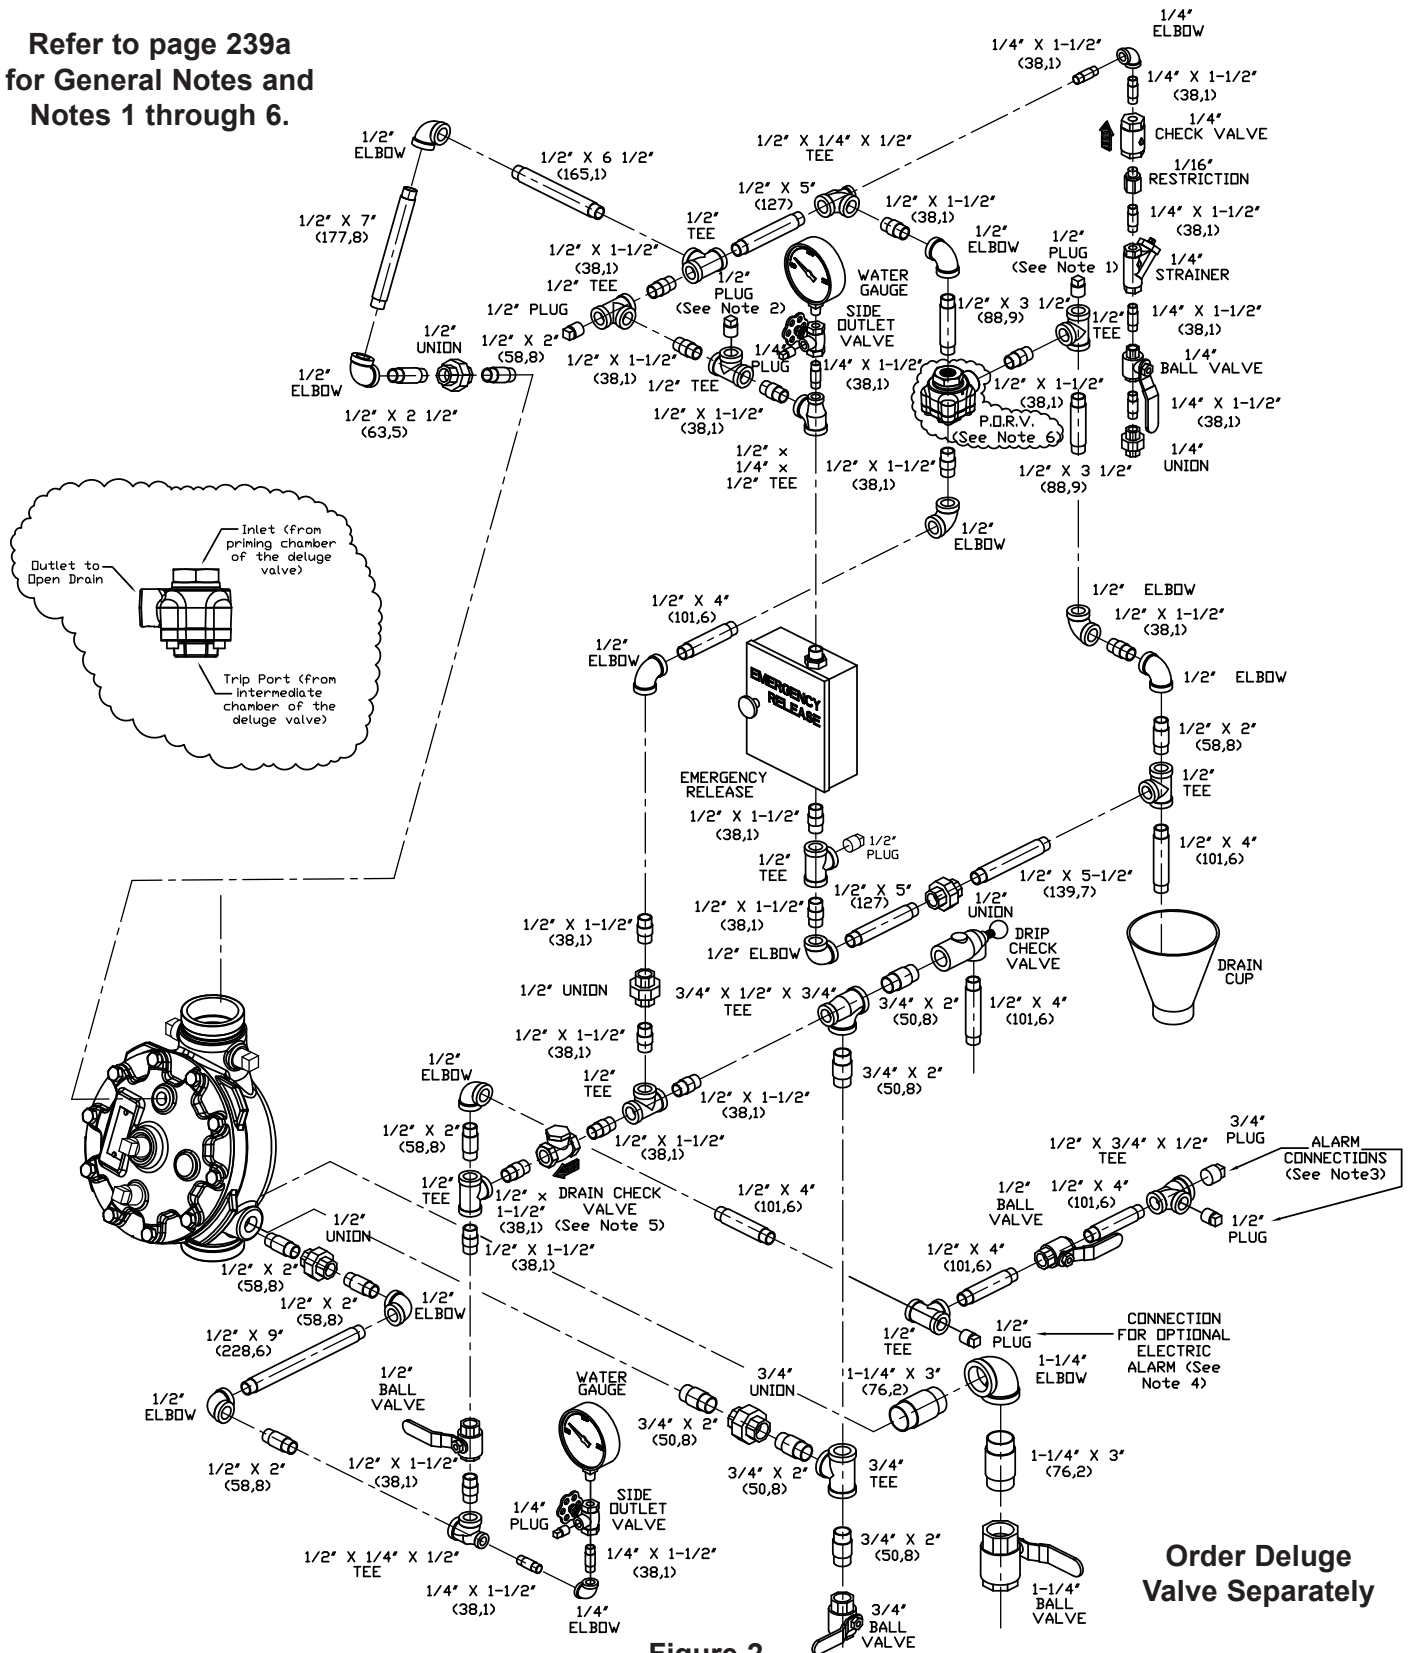 Refer to page 239a
for General Notes and
Notes 1 through 6.
1/4″
ELBOW
1/4″ X 1-1/2″
(38,1)
1/4″ X 1-1/2″
(38,1)
1/4″
CHECK VALVE
1/16″
RESTRICTION
1/4″ X 1-1/2″
(38,1)
1/4″
STRAINER
1/4″ X 1-1/2″
(38,1)
1/4″
BALL VALVE
1/4″ X 1-1/2″
(38,1)
1/4″
UNION
1/2″
ELBOW
1/2″ X 6 1/2″
(165,1)
1/2″ X 7″
(177,8)
1/2″ X 1/4″ X 1/2″
TEE
1/2″ X 5″
(127)
1/2″
TEE
1/2″ X 1-1/2″
(38,1)
1/2″
ELBOW
1/2″
PLUG
(See Note 1)
1/2″ X 1-1/2″
(38,1)
1/2″ TEE
1/2″ PLUG
1/2″
PLUG
(See Note 2)
WATER
GAUGE
SIDE
OUTLET
VALVE
1/2″ X 3 1/2″
(88,9)
1/2″
TEE
1/2″
UNION
1/2″ X 2″
(58,8)
1/2″ X 1-1/2″
(38,1)
1/4″
PLUG
1/2″ TEE
1/4″ X 1-1/2″
(38,1)
1/2″ X 1-1/2″
(38,1)
1/2″
ELBOW
1/2″ X 2 1/2″
(63,5)
1/2″ X 1-1/2″
(38,1)
P.O.R.V.
(See Note 6)
1/2″ ×
1/4″ ×
1/2″ TEE
1/2″ X 1-1/2″
(38,1)
1/2″ X 3 1/2″
(88,9)
1/2″
ELBOW
Inlet (from
priming chamber
of the deluge
valve)
Outlet to
Open Drain
Trip Port (from
intermediate
chamber of the
deluge valve)
1/2″ X 4″
(101,6)
1/2″
ELBOW
1/2″ ELBOW
1/2″ X 1-1/2″
(38,1)
1/2″ ELBOW
EMERGENCY
RELEASE
EMERGENCY
RELEASE
1/2″ X 2″
(58,8)
1/2″
TEE
1/2″ X 1-1/2″
(38,1)
1/2″
PLUG
1/2″
TEE
1/2″ X 4″
(101,6)
1/2″ X 5-1/2″
(139,7)
1/2″ X 5″
(127)
1/2″
UNION
1/2″ X 1-1/2″
(38,1)
1/2″ ELBOW
1/2″ X 1-1/2″
(38,1)
DRIP
CHECK
VALVE
DRAIN
CUP
1/2″ UNION
3/4″ X 1/2″ X 3/4″
TEE
3/4″ X 2″
(50,8)
1/2″ X 4″
(101,6)
1/2″ X 1-1/2″
(38,1)
1/2″
ELBOW
1/2″
TEE
3/4″ X 2″
(50,8)
1/2″ X 1-1/2″
(38,1)
1/2″ X 2″
(58,8)
1/2″ X 1-1/2″
(38,1)
1/2″
TEE
1/2″ ×
1-1/2″
(38,1)
DRAIN CHECK
VALVE
(See Note 5)
1/2″ X 4″
(101,6)
1/2″ X 3/4″ X 1/2″
TEE
3/4″
PLUG
ALARM
CONNECTIONS
(See Note3)
1/2″
BALL
VALVE
1/2″ X 4″
(101,6)
1/2″
PLUG
1/2″
UNION
1/2″ X 1-1/2″
(38,1)
1/2″ X 4″
(101,6)
1/2″ X 2″
(58,8)
1/2″ X 2″
(58,8)
1/2″
ELBOW
1/2″
TEE
1/2″
PLUG
CONNECTION
FOR OPTIONAL
ELECTRIC
ALARM (See
Note 4)
1/2″ X 9″
(228,6)
1/2″
BALL
VALVE
WATER
GAUGE
3/4″
UNION
1-1/4″ X 3″
(76,2)
1-1/4″
ELBOW
1/2″
ELBOW
3/4″ X 2″
(50,8)
1/2″ X 2″
(58,8)
1/2″ X 1-1/2″
(38,1)
3/4″ X 2″
(50,8)
3/4″
TEE
1-1/4″ X 3″
(76,2)
1/4″
PLUG
SIDE
OUTLET
VALVE
3/4″ X 2″
(50,8)
1/2″ X 1/4″ X 1/2″
TEE
1/4″ X 1-1/2″
(38,1)
1/4″ X 1-1/2″
(38,1)
1/4″
ELBOW
3/4″
BALL
VALVE
1-1/4″
BALL
VALVE
Order Deluge
Valve Separately
Figure 2